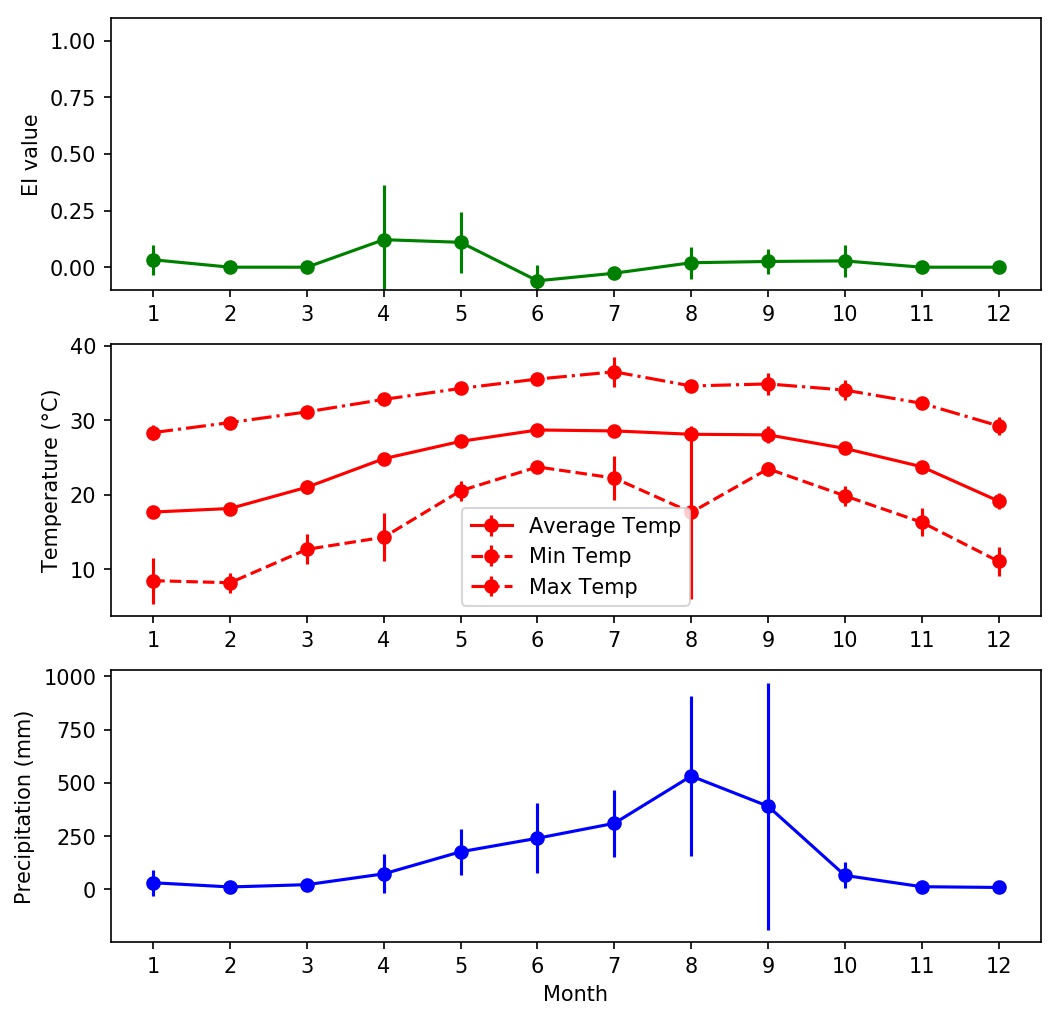 EI value
1.00
0.75
0.50
0.25
0.00
1 2 3 4 5 6 7 8 9 10 11 12
Temperature (°C)
40
30
20
10
Average Temp
Min Temp
Max Temp
1 2 3 4 5 6 7 8 9 10 11 12
Precipitation (mm)
1000
750
500
250
0
1 2 3 4 5 6 7 8 9 10 11 12
Month